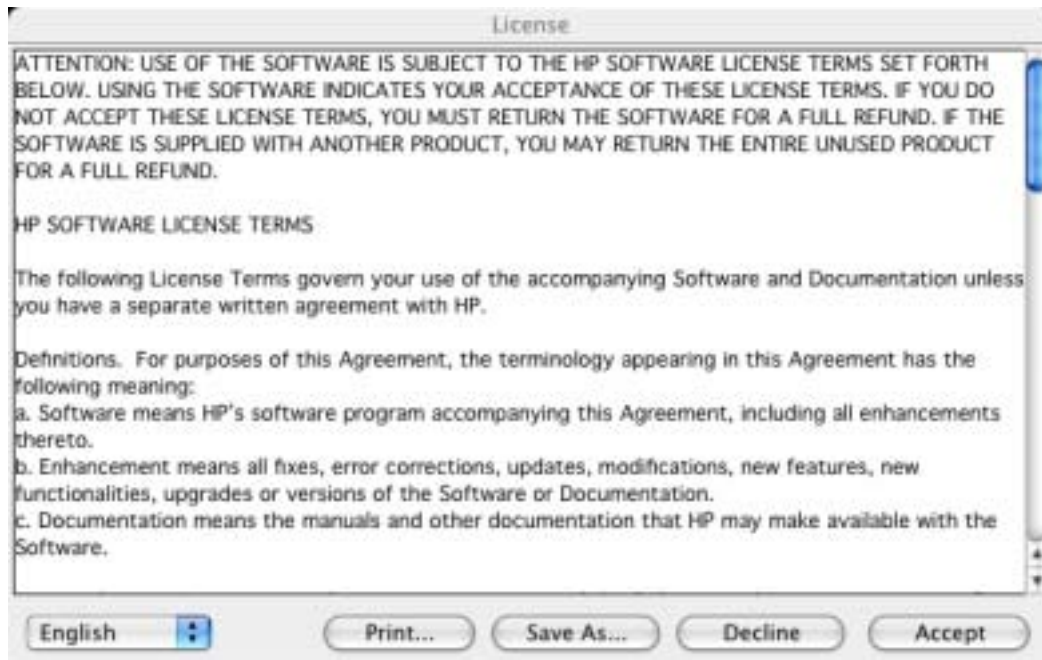 License
ATTENTION: USE OF THE SOFTWARE IS SUBJECT TO THE HP SOFTWARE LICENSE TERMS SET FORTH
BELOW. USING THE SOFTWARE INDICATES YOUR ACCEPTANCE OF THESE LICENSE TERMS. IF YOU DO
NOT ACCEPT THESE LICENSE TERMS, YOU MUST RETURN THE SOFTWARE FOR A FULL REFUND. IF THE
SOFTWARE IS SUPPLIED WITH ANOTHER PRODUCT, YOU MAY RETURN THE ENTIRE UNUSED PRODUCT
FOR A FULL REFUND.
HP SOFTWARE LICENSE TERMS
The following License Terms govern your use of the accompanying Software and Documentation unless
you have a separate written agreement with HP.
Definitions. For purposes of this Agreement, the terminology appearing in this Agreement has the
following meaning:
a. Software means HP's software program accompanying this Agreement, including all enhancements
thereto.
b. Enhancement means all fixes, error corrections, updates, modifications, new features, new
functionalities, upgrades or versions of the Software or Documentation.
c. Documentation means the manuals and other documentation that HP may make available with the
Software.
English Print... Save As... Decline Accept